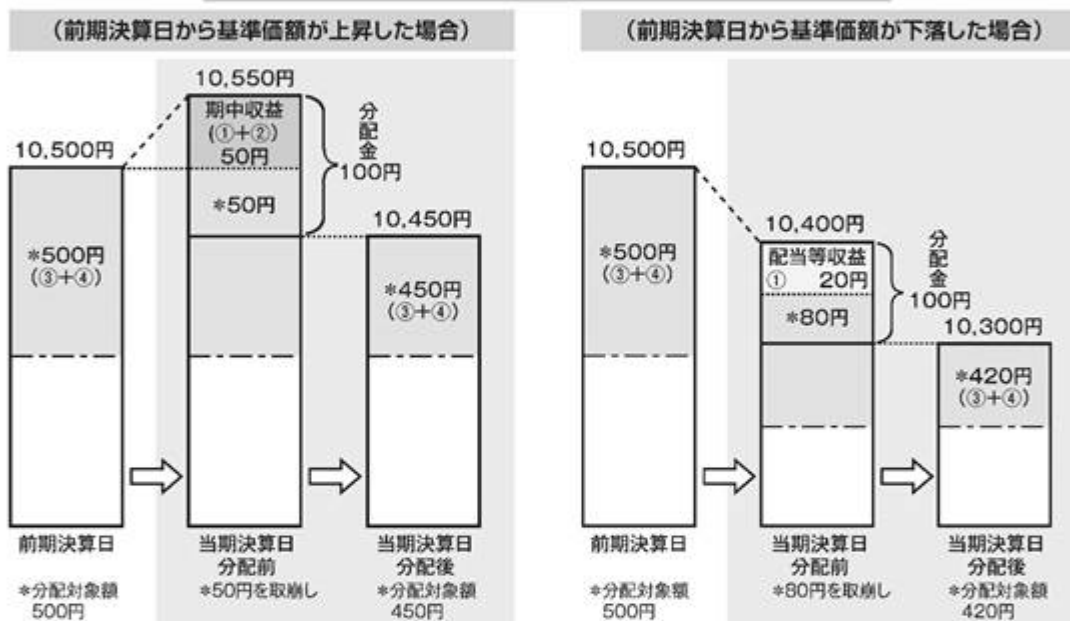 (前期決算日から基準価額が上昇した場合)
10,550円
期中収益
(①+②)
50円
*50円
分配金
100円
10,500円
*500円
(③+④)
10,450円
*450円
(③+④)
前期決算日
*分配対象額
500円
当期決算日
分配前
*50円を取崩し
当期決算日
分配後
*分配対象額
450円
(前期決算日から基準価額が下落した場合)
10,500円
*500円
(③+④)
10,400円
配当等収益
① 20円
*80円
分配金
100円
10,300円
*420円
(③+④)
前期決算日
*分配対象額
500円
当期決算日
分配前
*80円を取崩し
当期決算日
分配後
*分配対象額
420円